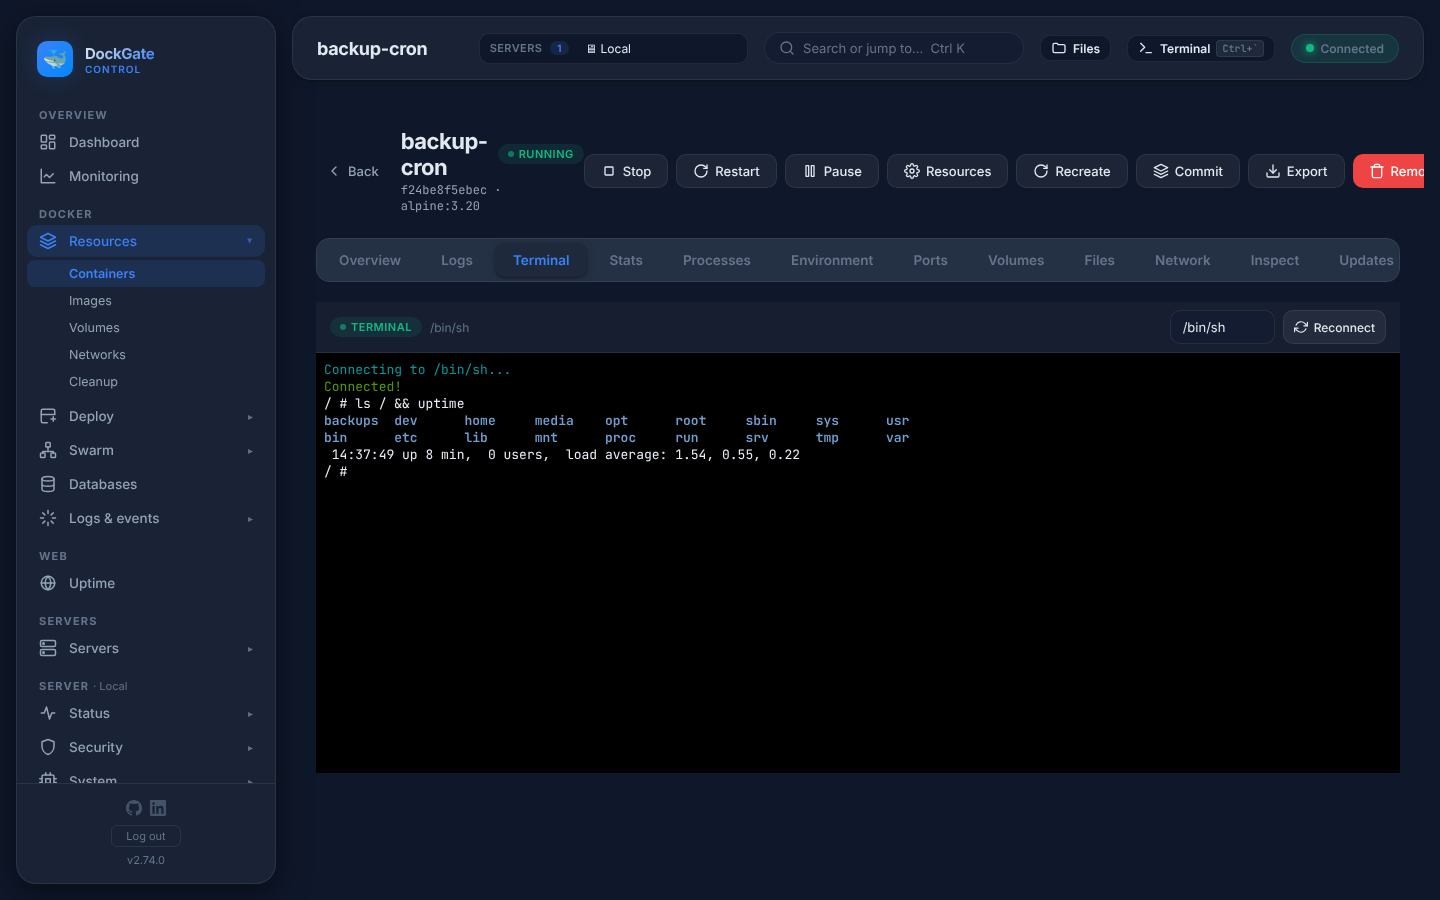 DockGate
CONTROL
OVERVIEW
Dashboard
Monitoring
DOCKER
Resources
Containers
Images
Volumes
Networks
Cleanup
Deploy
Swarm
Databases
Logs & events
WEB
Uptime
SERVERS
Servers
SERVER · Local
Status
Security
System
Log out
v2.74.0
backup-cron
SERVERS 1 Local
Search or jump to... Ctrl K
Files
Terminal Ctrl+`
Connected
Back
backup-
cron
RUNNING
f24be8f5ebec ·
alpine:3.20
Stop Restart Pause Resources Recreate Commit Export Remo
Overview Logs Terminal Stats Processes Environment Ports Volumes Files Network Inspect Updates
TERMINAL /bin/sh
/bin/sh Reconnect
Connecting to /bin/sh...
Connected!
/ # ls / && uptime
backups dev home media opt root sbin sys usr
bin etc lib mnt proc run srv tmp var
14:37:49 up 8 min, 0 users, load average: 1.54, 0.55, 0.22
/ #